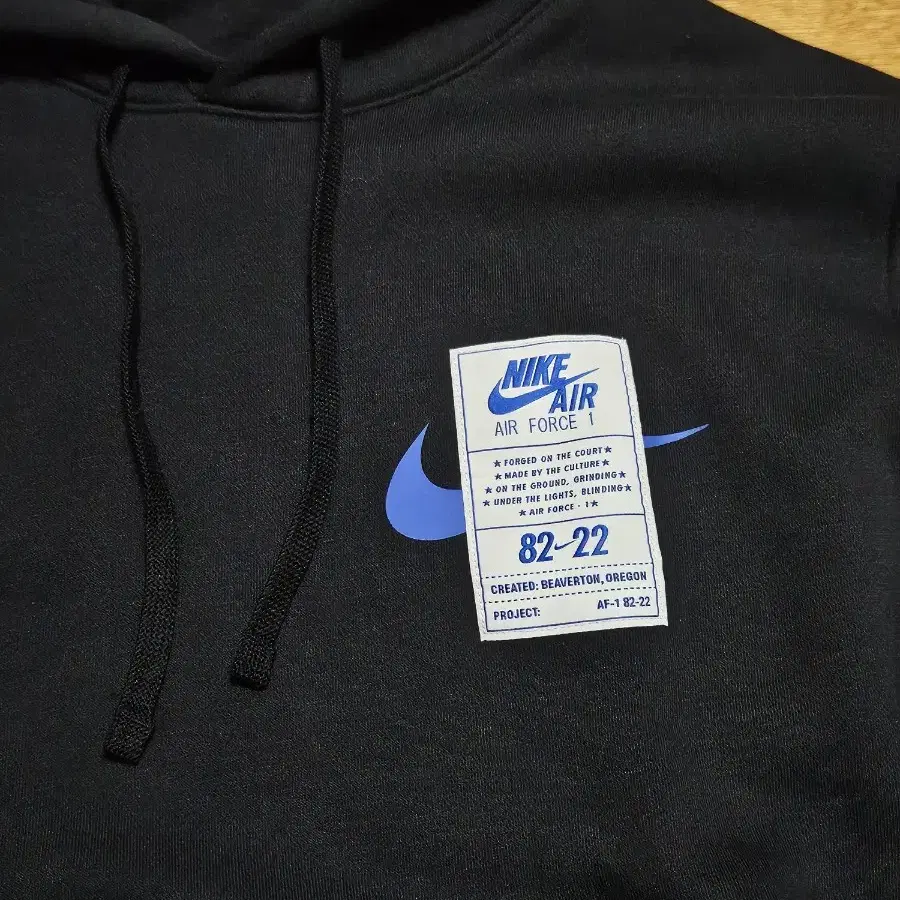 NIKE
AIR
AIR FORCE 1
★ FORGED ON THE COURT ★
★ MADE BY THE CULTURE ★
★ ON THE GROUND, GRINDING ★
★ UNDER THE LIGHTS, BLINDING ★
★ AIR FORCE - 1 ★
82-22
CREATED: BEAVERTON, OREGON
PROJECT: AF-1 82-22